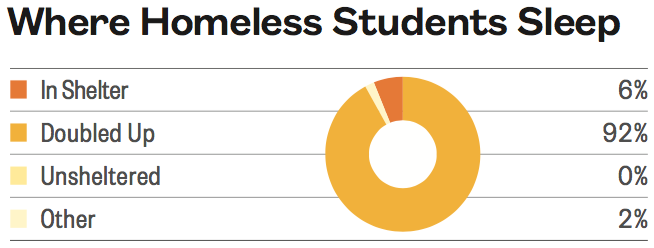 Where Homeless Students Sleep
In Shelter 6%
Doubled Up 92%
Unsheltered 0%
Other 2%